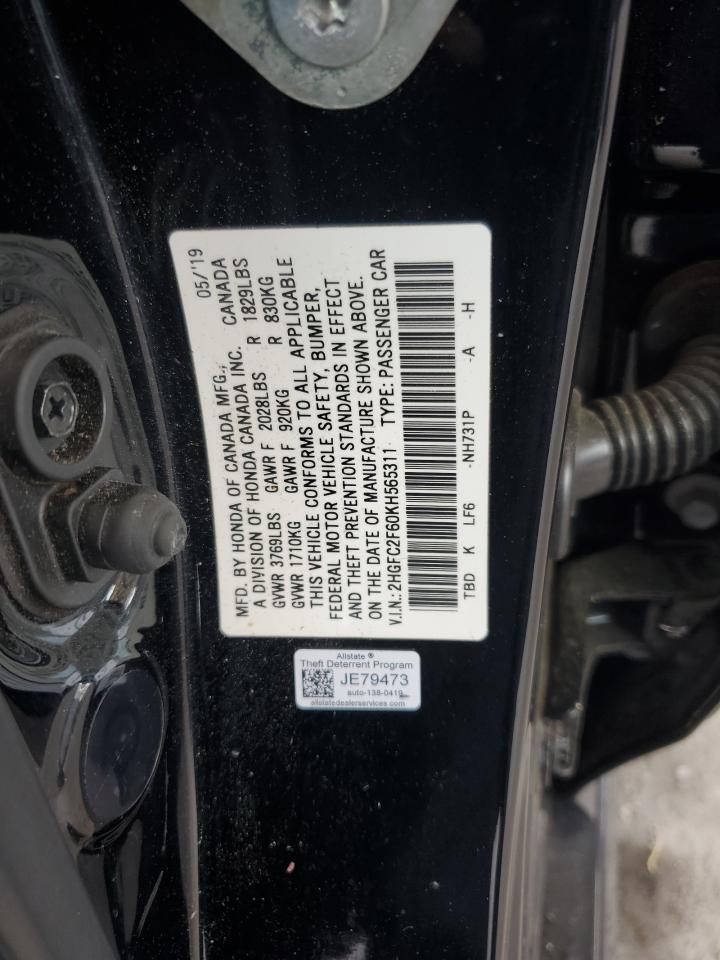 MFD. BY HONDA OF CANADA MFG., 05/'19
A DIVISION OF HONDA CANADA INC. CANADA
GVWR 3769LBS GAWR F 2028LBS R 1829LBS
GVWR 1710KG GAWR F 920KG R 830KG
THIS VEHICLE CONFORMS TO ALL APPLICABLE
FEDERAL MOTOR VEHICLE SAFETY, BUMPER,
AND THEFT PREVENTION STANDARDS IN EFFECT
ON THE DATE OF MANUFACTURE SHOWN ABOVE.
V.I.N.: 2HGFC2F60KH565311 TYPE: PASSENGER CAR
TBD K LF6 -NH731P -A -H
Allstate ®
Theft Deterrent Program
JE79473
auto-138-0419
allstatedealerservices.com